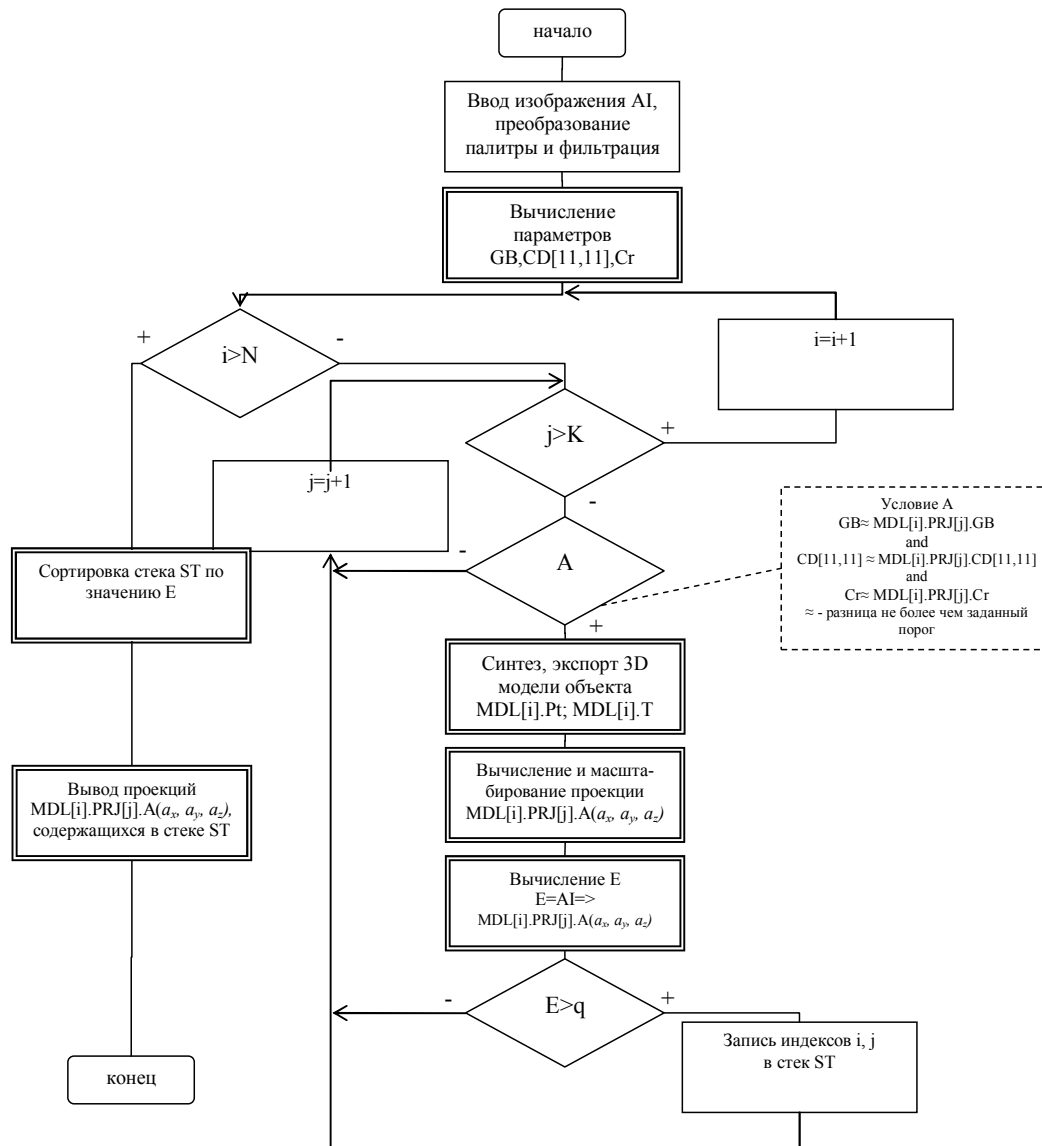 начало
Ввод изображения AI,
преобразование
палитры и фильтрация
Вычисление
параметров
GB,CD[11,11],Cr
+
i>N
-
i=i+1
j>K
+
-
j=j+1
Условие А
GB≈ MDL[i].PRJ[j].GB
and
CD[11,11] ≈ MDL[i].PRJ[j].CD[11,11]
and
Cr≈ MDL[i].PRJ[j].Cr
≈ - разница не более чем заданный
порог
-
A
+
Сортировка стека ST по
значению E
Синтез, экспорт 3D
модели объекта
MDL[i].Pt; MDL[i].T
Вычисление и масшта-
бирование проекции
MDL[i].PRJ[j].A(ax, ay, az)
Вывод проекций
MDL[i].PRJ[j].A(ax, ay, az),
содержащихся в стеке ST
Вычисление E
E=AI=>
MDL[i].PRJ[j].A(ax, ay, az)
-
E>q
+
Запись индексов i, j
в стек ST
конец